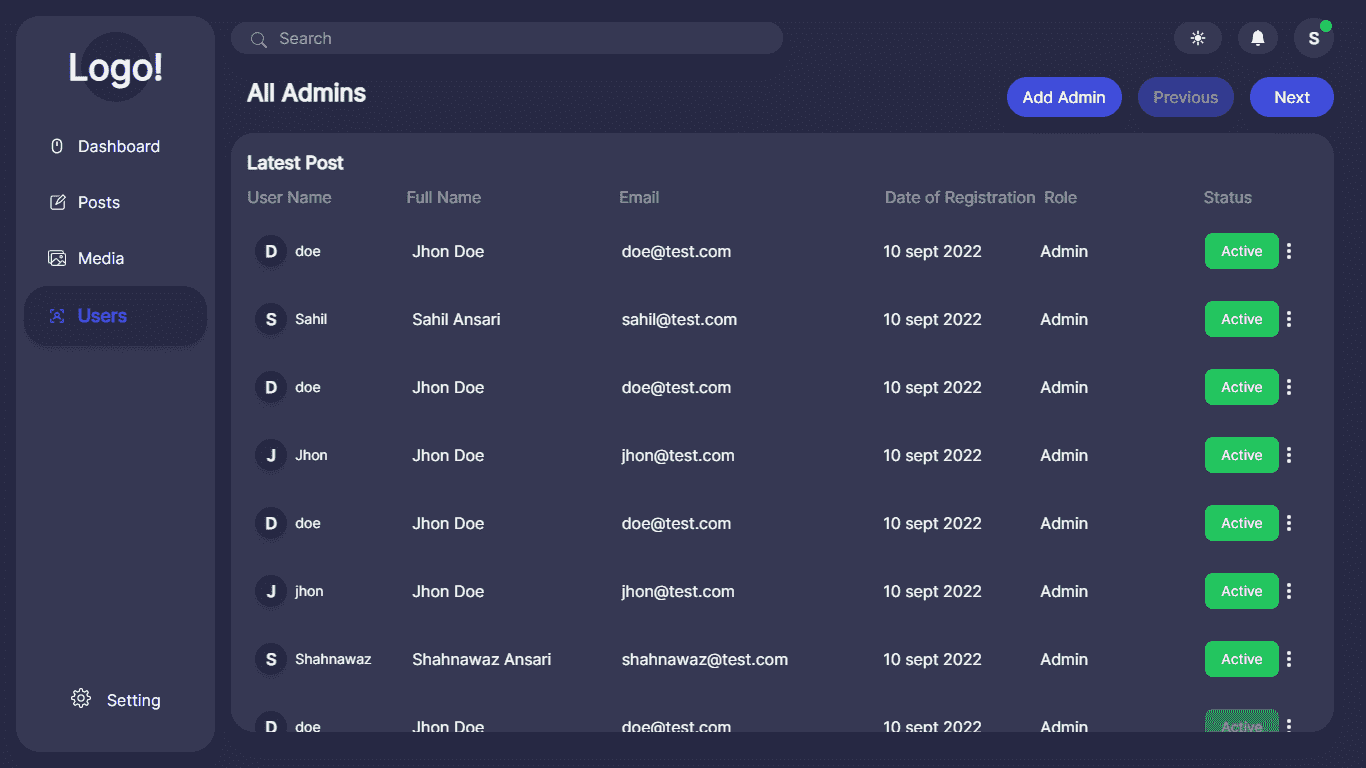 Logo!
Dashboard
Posts
Media
Users
Setting
Search
S
All Admins
Add Admin Previous Next
Latest Post
User Name Full Name Email Date of Registration Role Status
D doe Jhon Doe doe@test.com 10 sept 2022 Admin Active
S Sahil Sahil Ansari sahil@test.com 10 sept 2022 Admin Active
D doe Jhon Doe doe@test.com 10 sept 2022 Admin Active
J Jhon Jhon Doe jhon@test.com 10 sept 2022 Admin Active
D doe Jhon Doe doe@test.com 10 sept 2022 Admin Active
J jhon Jhon Doe jhon@test.com 10 sept 2022 Admin Active
S Shahnawaz Shahnawaz Ansari shahnawaz@test.com 10 sept 2022 Admin Active
D doe Jhon Doe doe@test.com 10 sept 2022 Admin Active